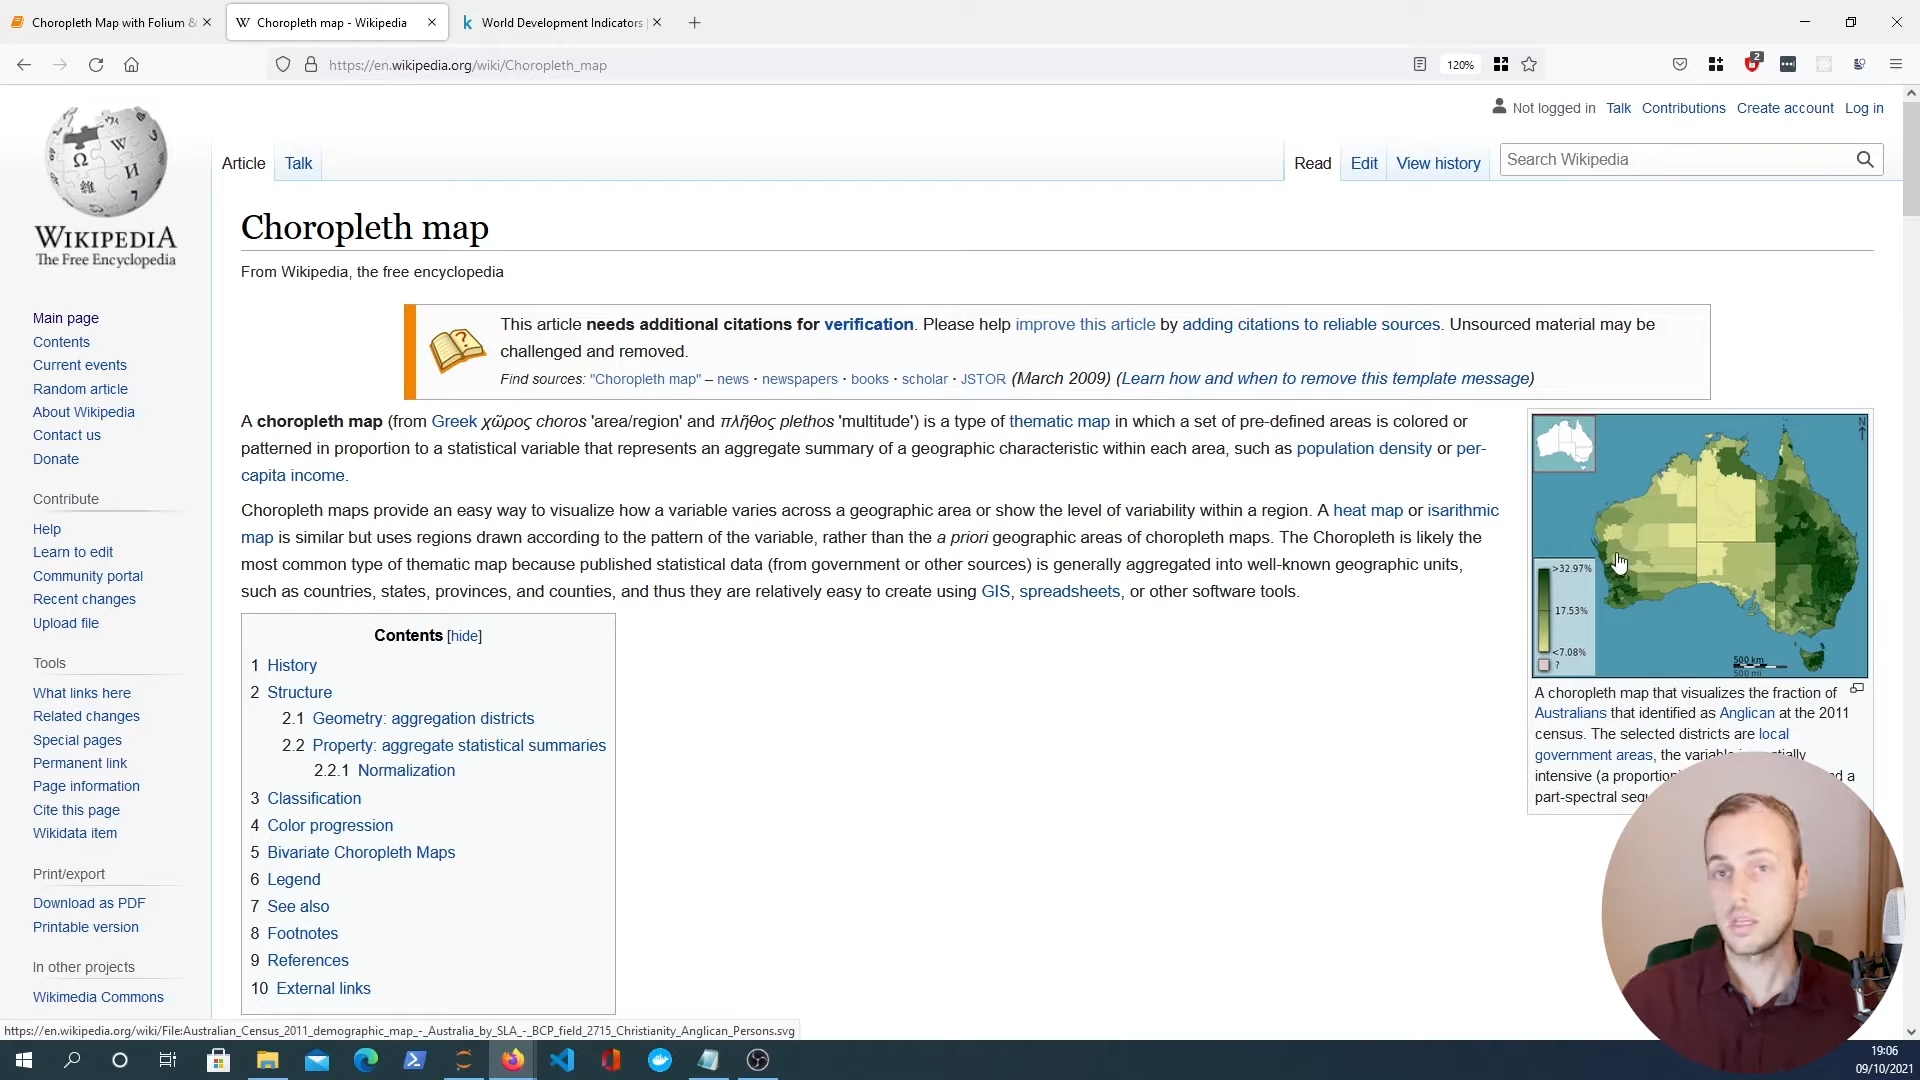 Choropleth Map with Folium &
Choropleth map - Wikipedia
World Development Indicators
https://en.wikipedia.org/wiki/Choropleth_map
120%
2
Not logged in Talk Contributions Create account Log in
WIKIPEDIA
The Free Encyclopedia
Article Talk
Read Edit View history
Search Wikipedia
Choropleth map
From Wikipedia, the free encyclopedia
This article needs additional citations for verification. Please help improve this article by adding citations to reliable sources. Unsourced material may be
challenged and removed.
Find sources: "Choropleth map" – news · newspapers · books · scholar · JSTOR (March 2009) (Learn how and when to remove this template message)
A choropleth map (from Greek χῶρος choros 'area/region' and πλῆθος plethos 'multitude') is a type of thematic map in which a set of pre-defined areas is colored or
patterned in proportion to a statistical variable that represents an aggregate summary of a geographic characteristic within each area, such as population density or per-
capita income.
Choropleth maps provide an easy way to visualize how a variable varies across a geographic area or show the level of variability within a region. A heat map or isarithmic
map is similar but uses regions drawn according to the pattern of the variable, rather than the a priori geographic areas of choropleth maps. The Choropleth is likely the
most common type of thematic map because published statistical data (from government or other sources) is generally aggregated into well-known geographic units,
such as countries, states, provinces, and counties, and thus they are relatively easy to create using GIS, spreadsheets, or other software tools.
Contents [hide]
1 History
2 Structure
2.1 Geometry: aggregation districts
2.2 Property: aggregate statistical summaries
2.2.1 Normalization
3 Classification
4 Color progression
5 Bivariate Choropleth Maps
6 Legend
7 See also
8 Footnotes
9 References
10 External links
N
>32.97%
17.53%
<7.08%
?
500 km
500 mi
A choropleth map that visualizes the fraction of
Australians that identified as Anglican at the 2011
census. The selected districts are local
government areas, the
intensive (a proportion
part-spectral
Main page
Contents
Current events
Random article
About Wikipedia
Contact us
Donate
Contribute
Help
Learn to edit
Community portal
Recent changes
Upload file
Tools
What links here
Related changes
Special pages
Permanent link
Page information
Cite this page
Wikidata item
Print/export
Download as PDF
Printable version
In other projects
Wikimedia Commons
https://en.wikipedia.org/wiki/File:Australian_Census_2011_demographic_map_-_Australia_by_SLA_-_BCP_field_2715_Christianity_Anglican_Persons.svg
19:06
09/10/2021